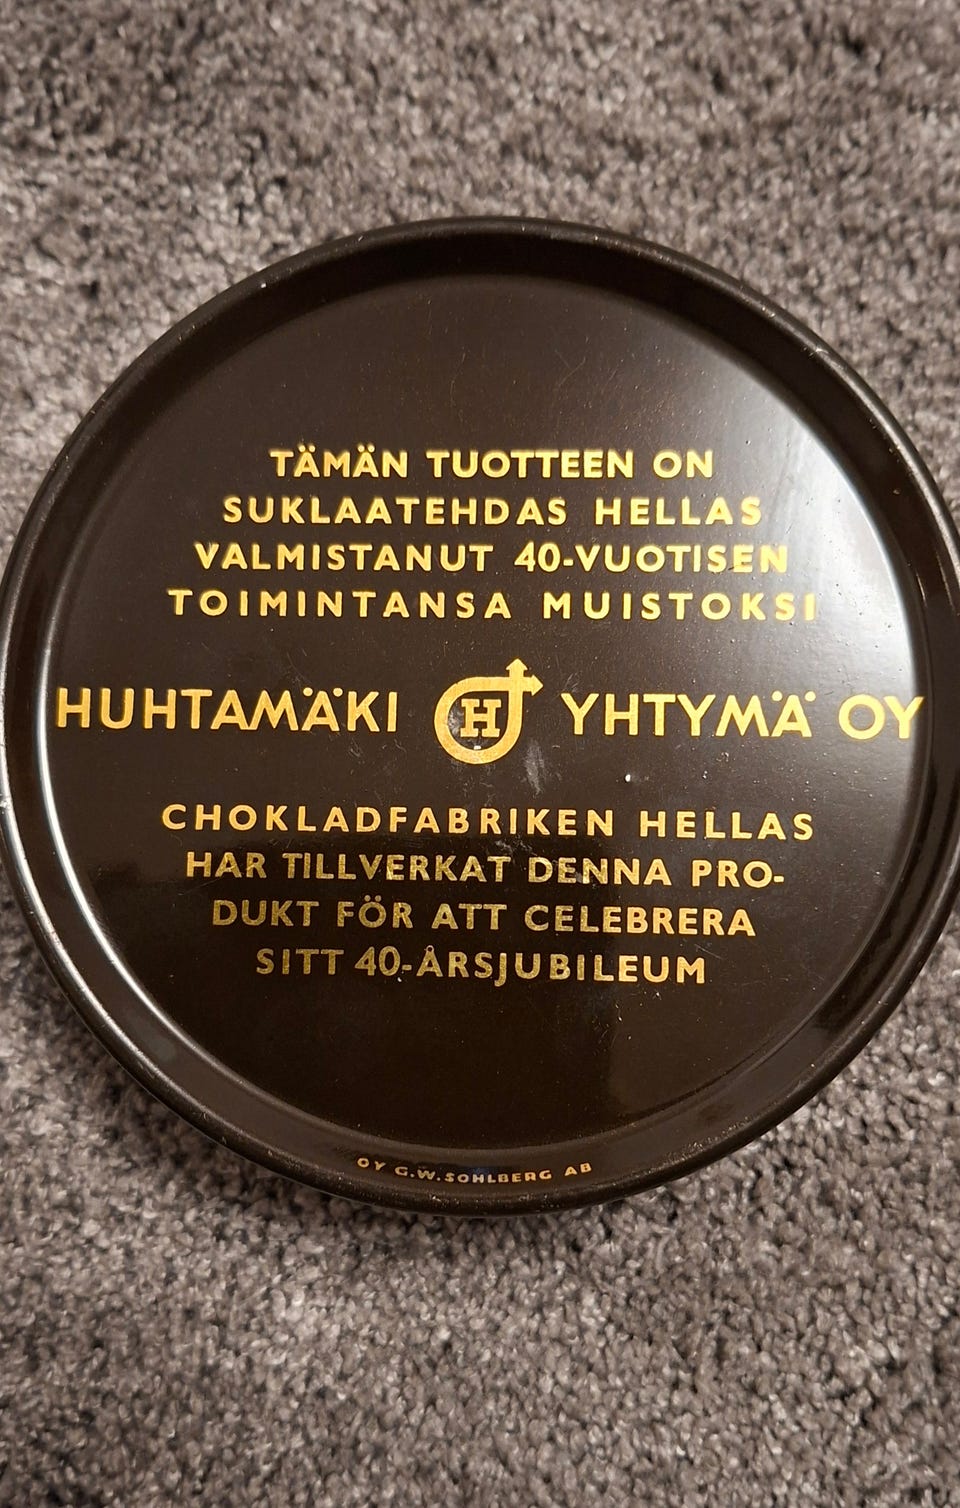 TÄMÄN TUOTTEEN ON
SUKLAATEHDAS HELLAS
VALMISTANUT 40-VUOTISEN
TOIMINTANSA MUISTOKSI
HUHTAMÄKI H YHTYMÄ OY
CHOKLADFABRIKEN HELLAS
HAR TILLVERKAT DENNA PRO-
DUKT FÖR ATT CELEBRERA
SITT 40-ÅRSJUBILEUM
OY G.W. SOHLBERG AB